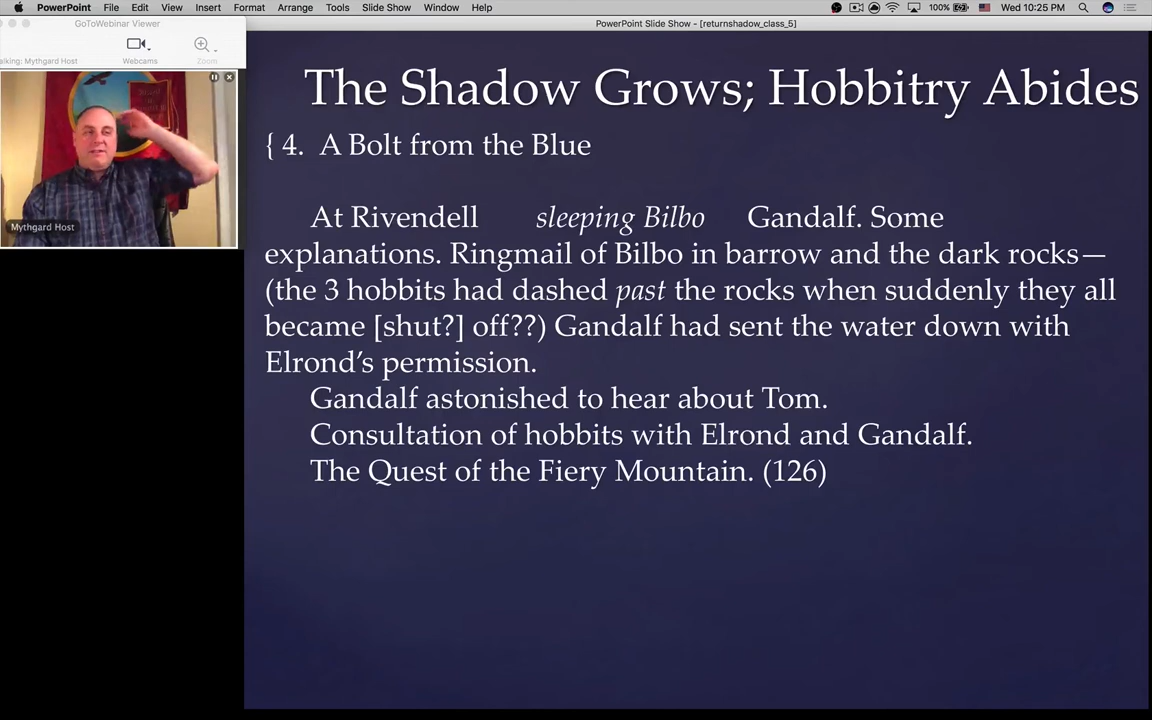 PowerPoint File Edit View Insert Format Arrange Tools Slide Show Window Help 100% Wed 10:25 PM
GoToWebinar Viewer
PowerPoint Slide Show - [returnshadow_class_5]
alking: Mythgard Host Webcams Zoom
Mythgard Host
The Shadow Grows; Hobbitry Abides
{ 4. A Bolt from the Blue
At Rivendell sleeping Bilbo Gandalf. Some
explanations. Ringmail of Bilbo in barrow and the dark rocks—
(the 3 hobbits had dashed past the rocks when suddenly they all
became [shut?] off??) Gandalf had sent the water down with
Elrond’s permission.
Gandalf astonished to hear about Tom.
Consultation of hobbits with Elrond and Gandalf.
The Quest of the Fiery Mountain. (126)